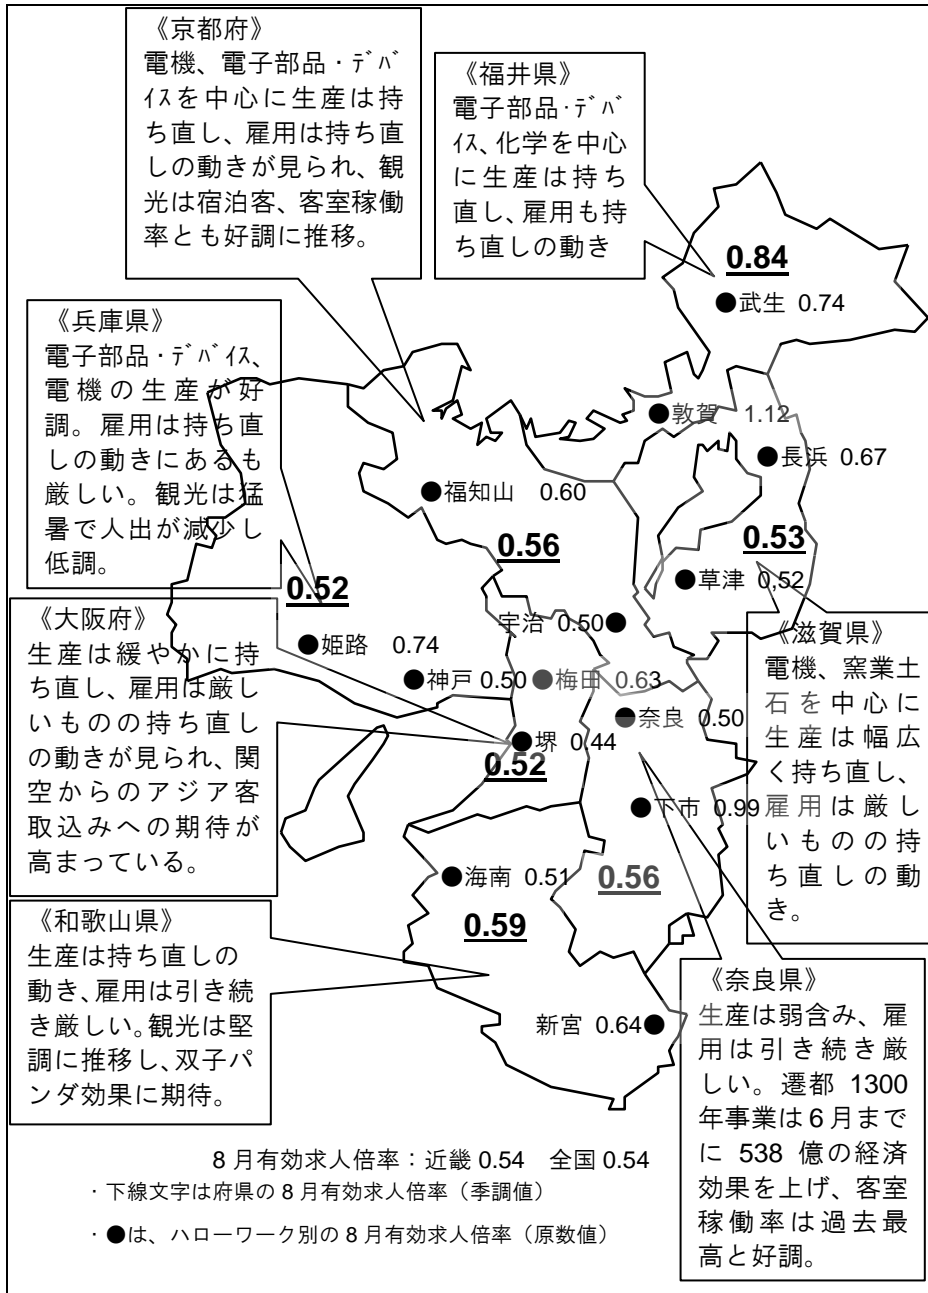 《京都府》
電機、電子部品・ﾃﾞﾊﾞ
ｲｽを中心に生産は持
ち直し、雇用は持ち直
しの動きが見られ、観
光は宿泊客、客室稼働
率とも好調に推移。
《福井県》
電子部品・ﾃﾞﾊﾞ
ｲｽ、化学を中心
に生産は持ち
直し、雇用も持
ち直しの動き
0.84
●武生 0.74
《兵庫県》
電子部品・ﾃﾞﾊﾞｲｽ、
電機の生産が好
調。雇用は持ち直
しの動きにあるも
厳しい。観光は猛
暑で人出が減少し
低調。
●敦賀 1.12
●長浜 0.67
●福知山 0.60
0.56
0.53
●草津 0,52
0.52
宇治 0.50●
《大阪府》
生産は緩やかに持
ち直し、雇用は厳し
いものの持ち直し
の動きが見られ、関
空からのアジア客
取込みへの期待が
高まっている。
●姫路 0.74
●神戸 0.50
●梅田 0.63
●奈良 0.50
●堺 0.44
0.52
●下市 0.99
《滋賀県》
電機、窯業土
石を中心に
生産は幅広
く持ち直し、
雇用は厳し
いものの持
ち直しの動
き。
●海南 0.51
0.56
0.59
《和歌山県》
生産は持ち直しの
動き、雇用は引き続
き厳しい。観光は堅
調に推移し、双子パ
ンダ効果に期待。
新宮 0.64●
《奈良県》
生産は弱含み、雇
用は引き続き厳
しい。遷都 1300
年事業は6月まで
に 538 億の経済
効果を上げ、客室
稼働率は過去最
高と好調。
8月有効求人倍率：近畿 0.54　全国 0.54
・下線文字は府県の8月有効求人倍率（季調値）
・●は、ハローワーク別の8月有効求人倍率（原数値）